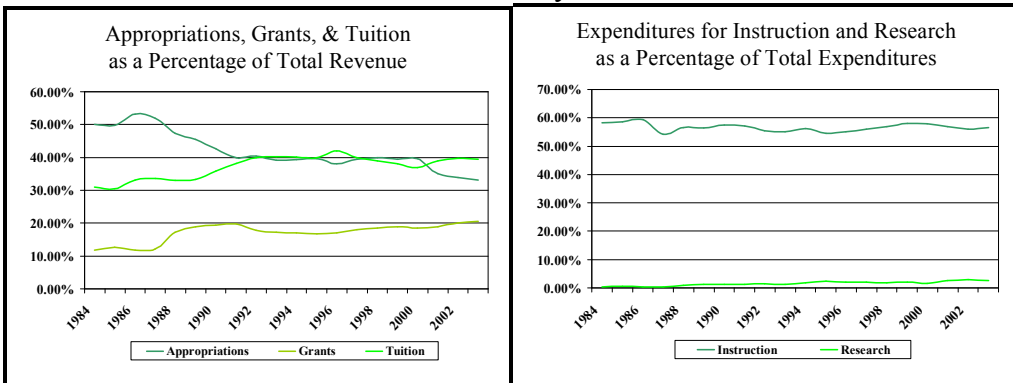 Appropriations, Grants, & Tuition
as a Percentage of Total Revenue
60.00%
50.00%
40.00%
30.00%
20.00%
10.00%
0.00%
1984 1986 1988 1990 1992 1994 1996 1998 2000 2002
Appropriations Grants Tuition
Expenditures for Instruction and Research
as a Percentage of Total Expenditures
70.00%
60.00%
50.00%
40.00%
30.00%
20.00%
10.00%
0.00%
1984 1986 1988 1990 1992 1994 1996 1998 2000 2002
Instruction Research